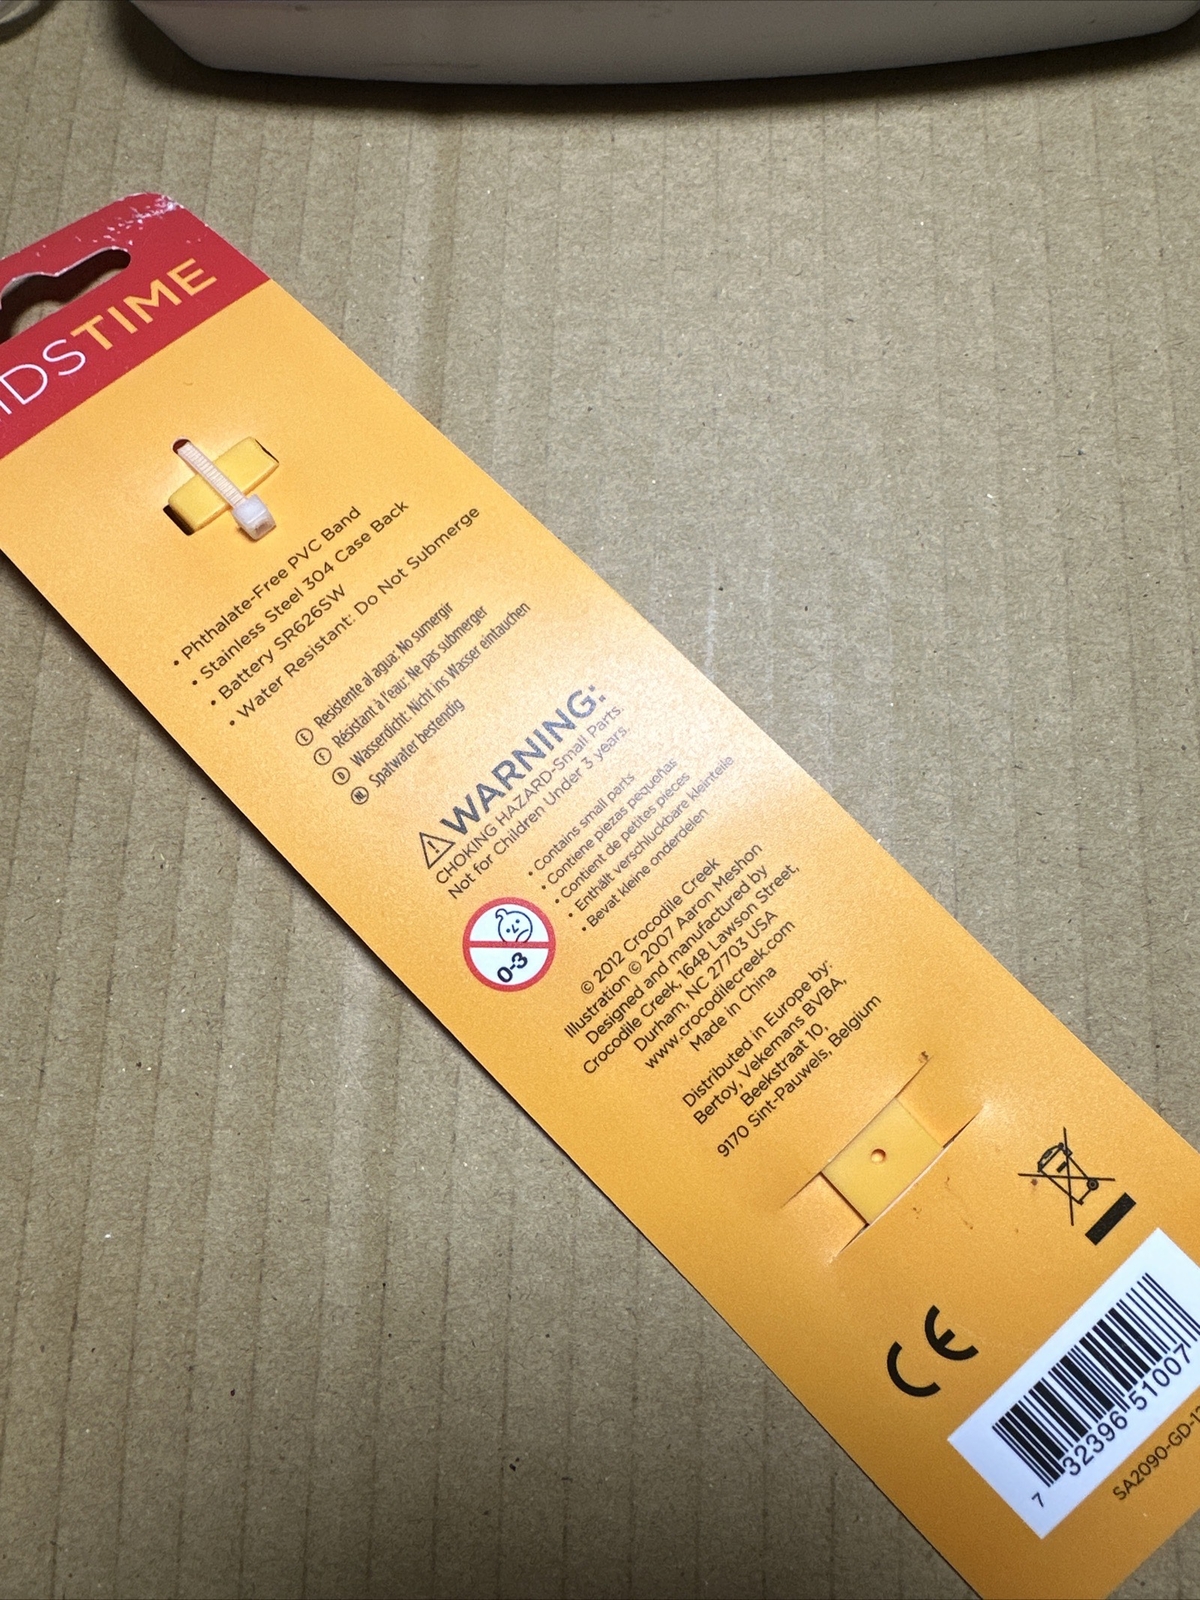 IDSTIME
• Phthalate-Free PVC Band
• Stainless Steel 304 Case Back
• Battery SR626SW
• Water Resistant: Do Not Submerge
E Resistente al agua: No sumergir
F Résistant à l'eau: Ne pas submerger
D Wasserdicht: Nicht ins Wasser eintauchen
NL Spatwater bestendig
WARNING:
CHOKING HAZARD-Small Parts.
Not for Children Under 3 years.
• Contains small parts
• Contiene piezas pequeñas
• Contient de petites pieces
• Enthält verschluckbare kleinteile
• Bevat kleine onderdelen
0-3
© 2012 Crocodile Creek
Illustration © 2007 Aaron Meshon
Designed and manufactured by
Crocodile Creek, 1648 Lawson Street,
Durham, NC 27703 USA
www.crocodilecreek.com
Made in China
Distributed in Europe by:
Bertoy, Vekemans BVBA,
Beekstraat 10,
9170 Sint-Pauwels, Belgium
CE
7 32396 51007
SA2090-GD-12